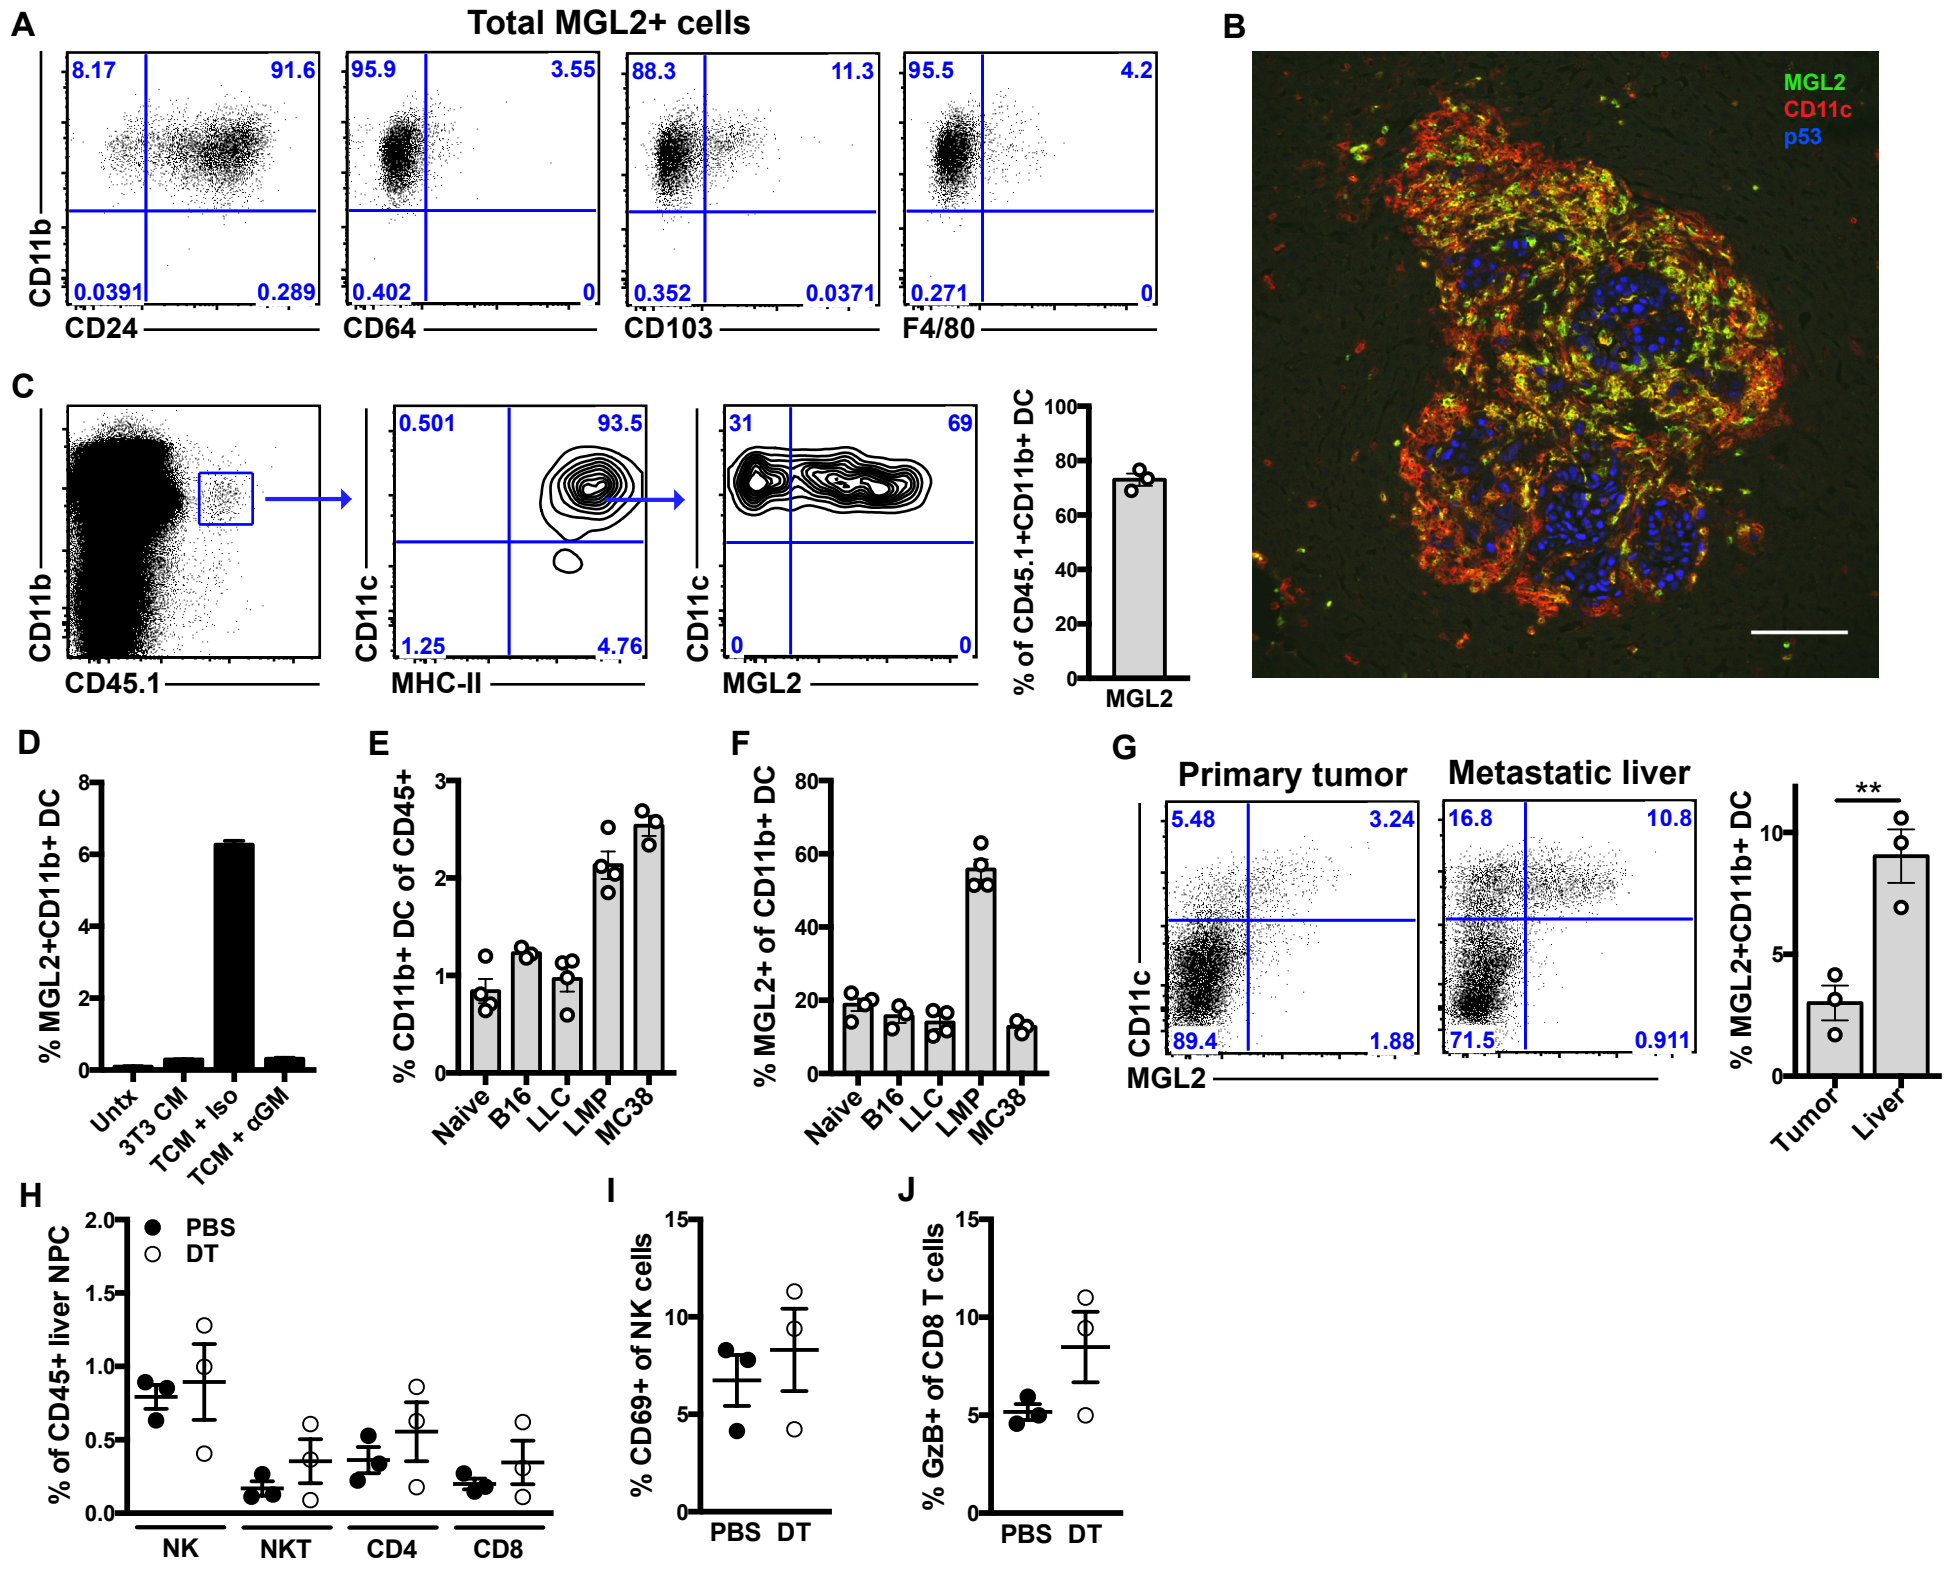 A
Total MGL2+ cells
8.17 91.6
0.0391 0.289
95.9 3.55
0.402 0
88.3 11.3
0.352 0.0371
95.5 4.2
0.271 0
CD11b
CD24
CD64
CD103
F4/80
B
MGL2
CD11c
p53
C
CD11b
CD45.1
CD11c
0.501 93.5
1.25 4.76
MHC-II
CD11c
31 69
0 0
MGL2
% of CD45.1+CD11b+ DC
100
80
60
40
20
0
MGL2
D
% MGL2+CD11b+ DC
8
6
4
2
0
Untx
3T3 CM
TCM + Iso
TCM + αGM
E
% CD11b+ DC of CD45+
3
2
1
0
Naive
B16
LLC
LMP
MC38
F
% MGL2+ of CD11b+ DC
80
60
40
20
0
Naive
B16
LLC
LMP
MC38
G
Primary tumor
Metastatic liver
CD11c
5.48 3.24
89.4 1.88
16.8 10.8
71.5 0.911
MGL2
% MGL2+CD11b+ DC
**
10
5
0
Tumor
Liver
H
% of CD45+ liver NPC
PBS
DT
2.0
1.5
1.0
0.5
0.0
NK
NKT
CD4
CD8
I
% CD69+ of NK cells
15
10
5
0
PBS DT
J
% GzB+ of CD8 T cells
15
10
5
0
PBS DT